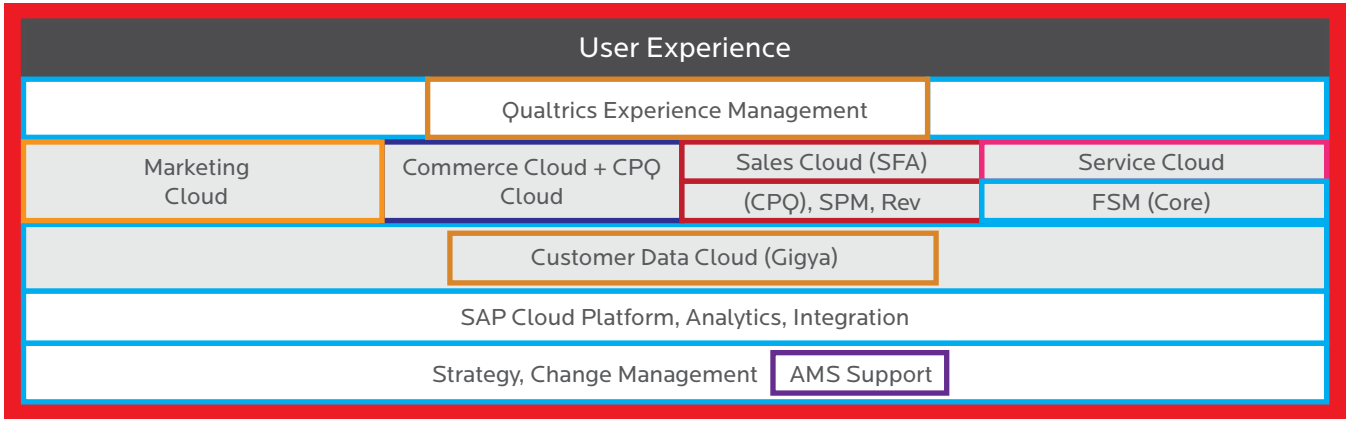 User Experience
Qualtrics Experience Management
Marketing
Cloud
Commerce Cloud + CPQ
Cloud
Sales Cloud (SFA)
(CPQ), SPM, Rev
Service Cloud
FSM (Core)
Customer Data Cloud (Gigya)
SAP Cloud Platform, Analytics, Integration
Strategy, Change Management AMS Support